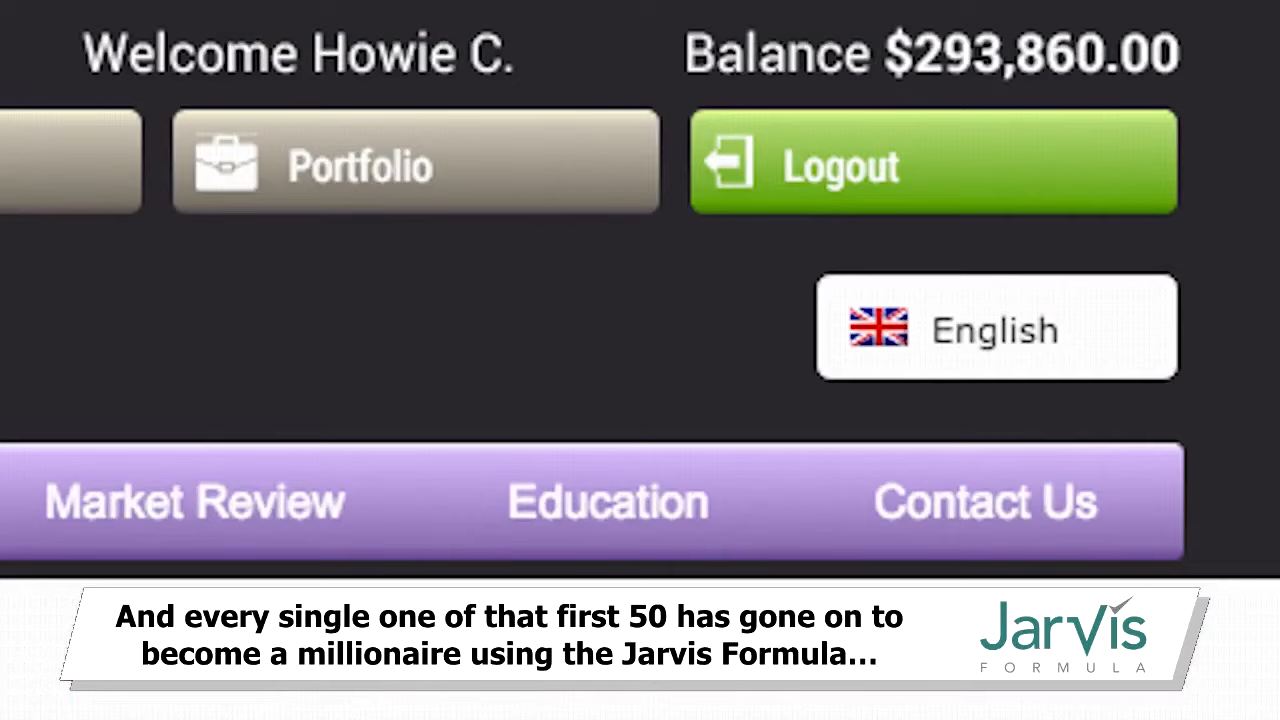 Welcome Howie C.
Balance $293,860.00
Portfolio
Logout
English
Market Review
Education
Contact Us
And every single one of that first 50 has gone on to
become a millionaire using the Jarvis Formula...
Jarvis
FORMULA